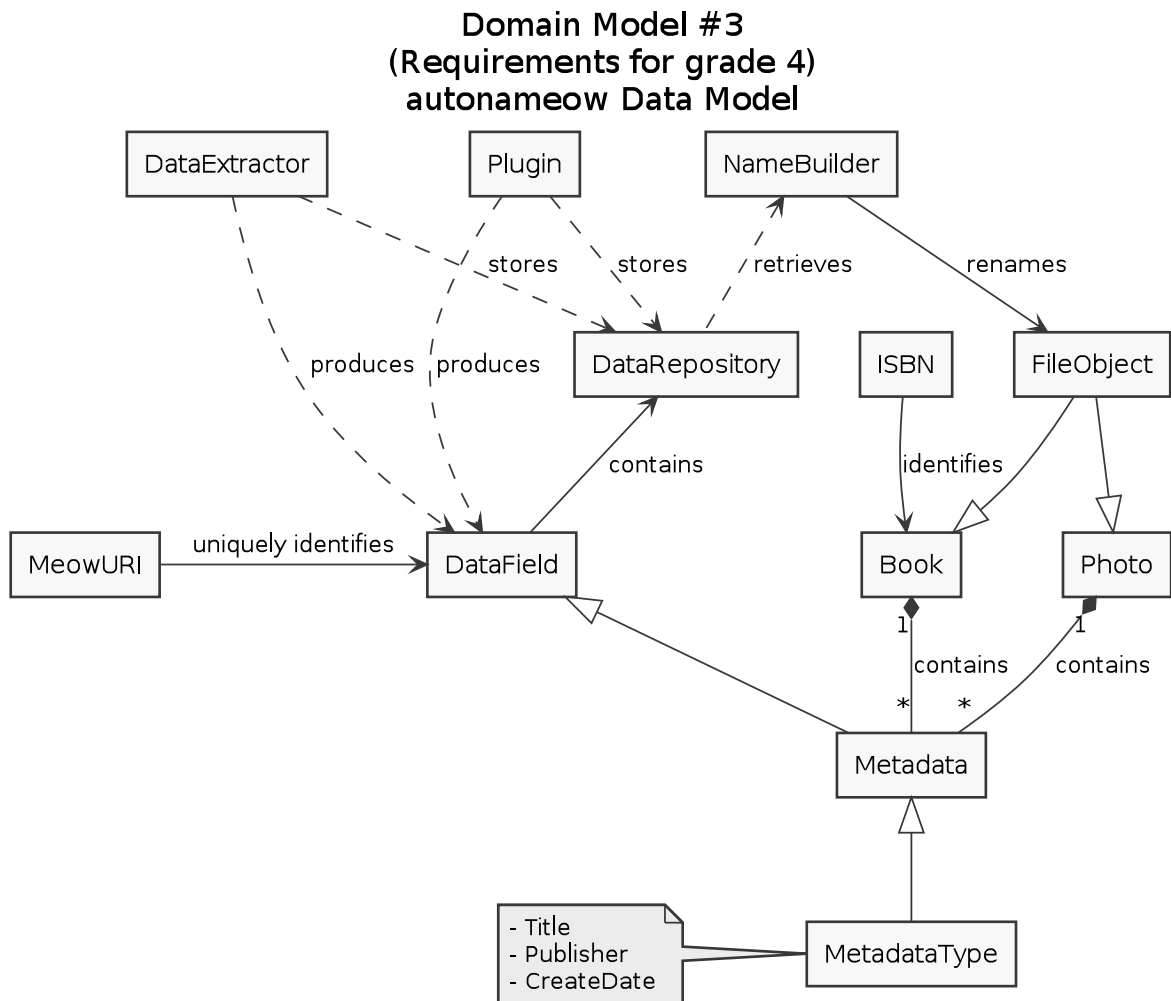 Domain Model #3
(Requirements for grade 4)
autonameow Data Model
DataExtractor
Plugin
NameBuilder
stores
stores
retrieves
renames
produces
produces
DataRepository
ISBN
FileObject
contains
identifies
uniquely identifies
MeowURI
DataField
Book
Photo
1
1
contains
contains
*
*
Metadada
MetadataType
- Title
- Publisher
- CreateDate